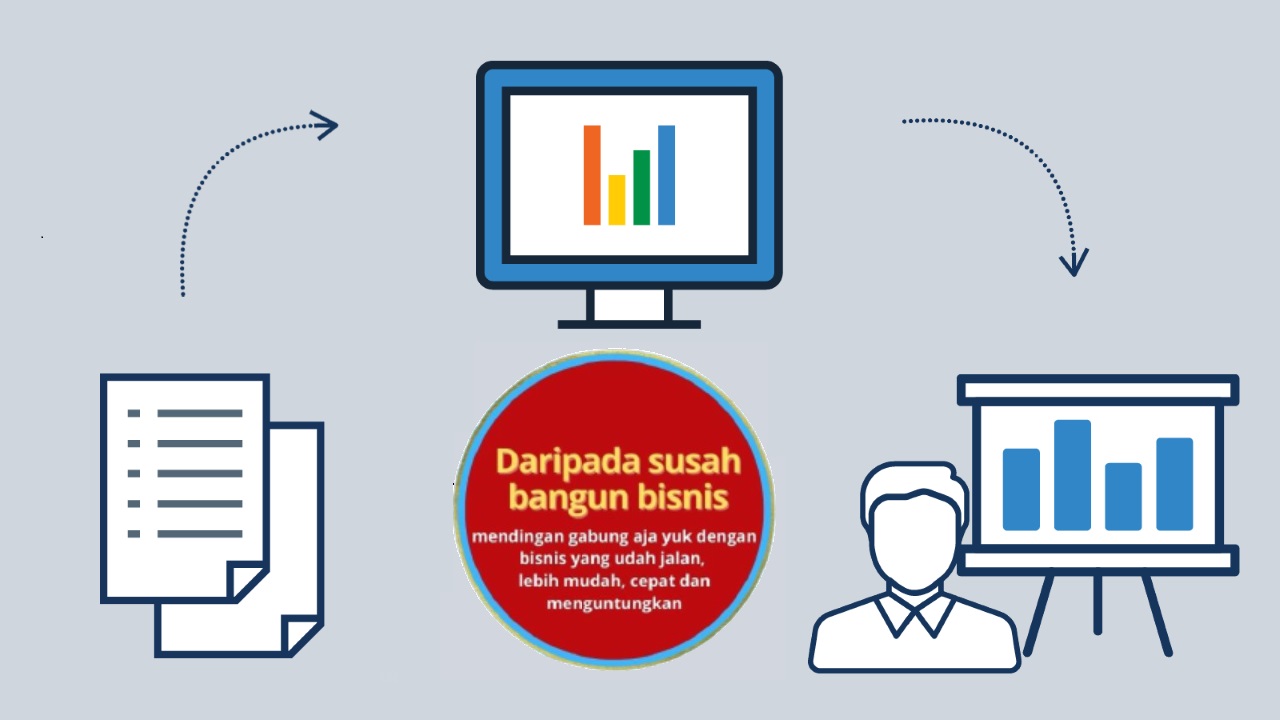 Daripada susah
bangun bisnis
mendingan gabung aja yuk dengan
bisnis yang udah jalan,
lebih mudah, cepat dan
menguntungkan